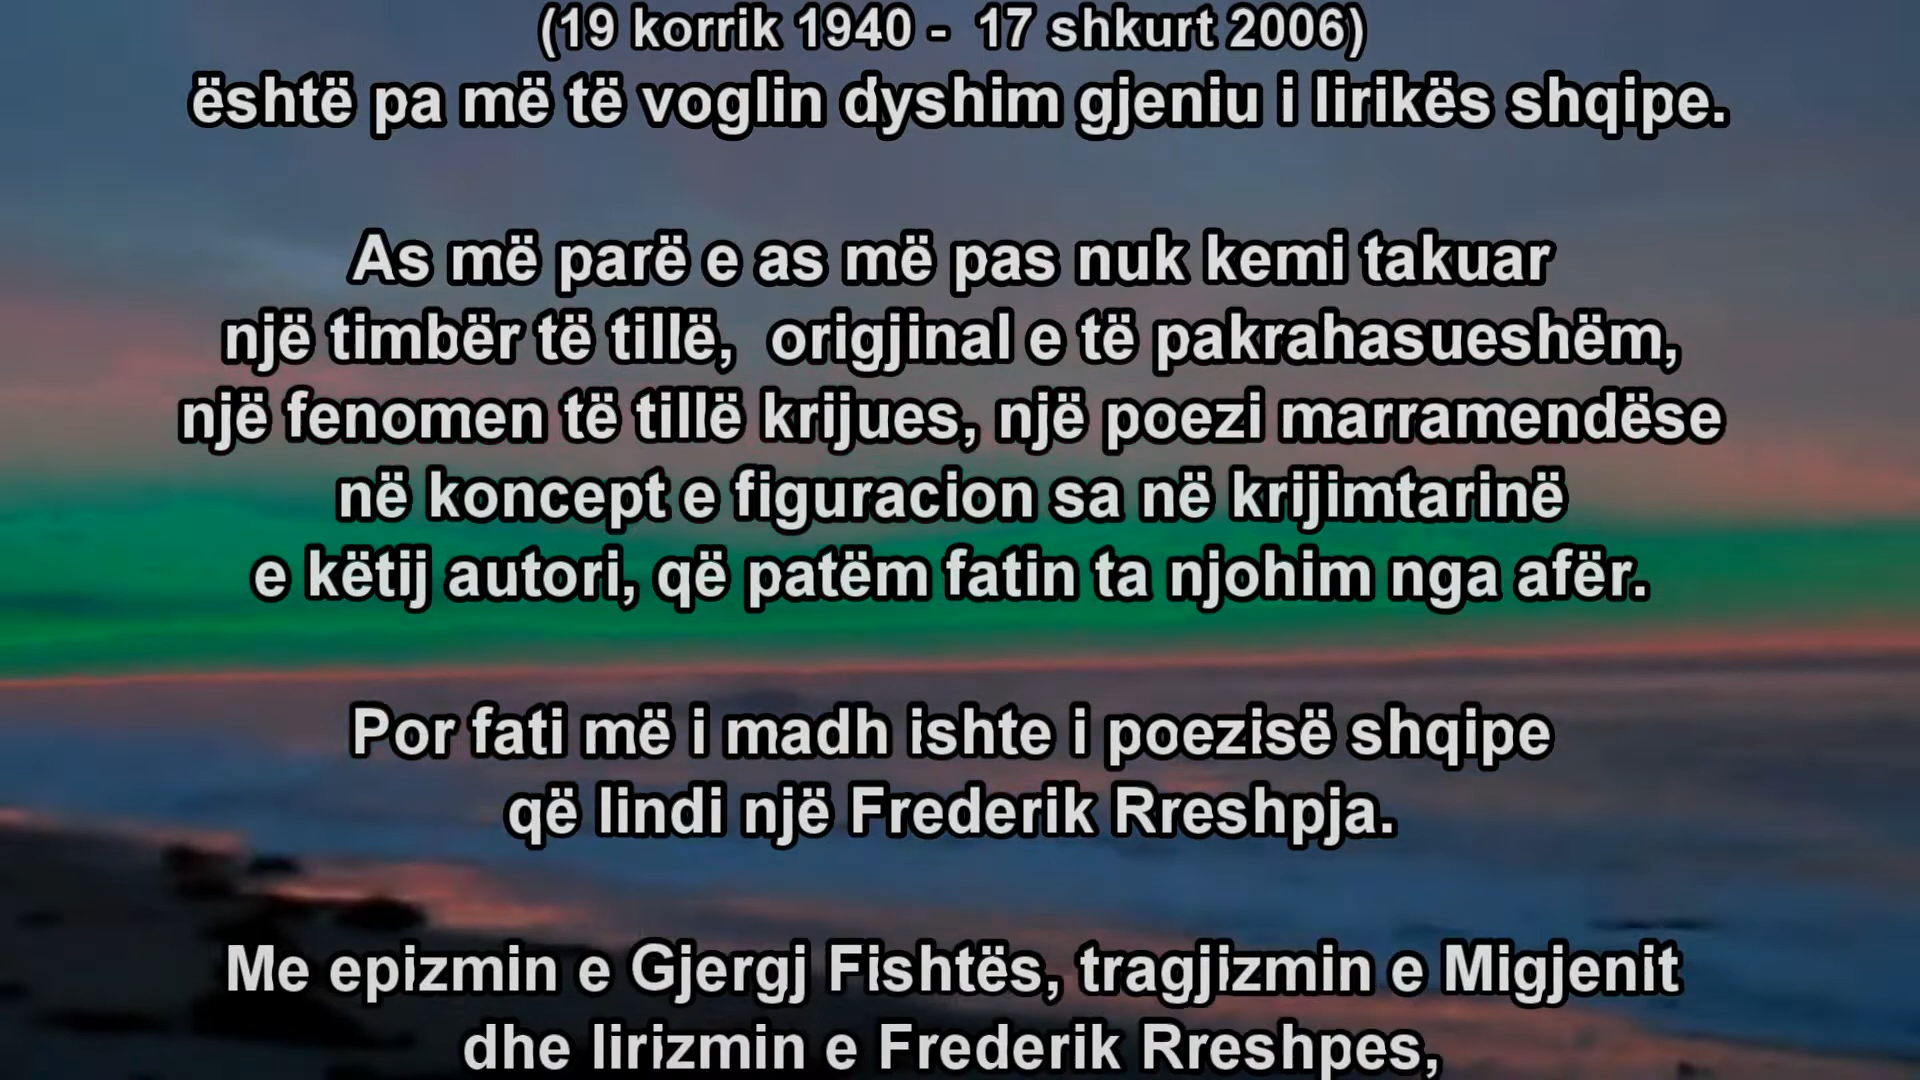 (19 korrik 1940 -  17 shkurt 2006)
është pa më të voglin dyshim gjeniu i lirikës shqipe.
As më parë e as më pas nuk kemi takuar
një timbër të tillë,  origjinal e të pakrahasueshëm,
një fenomen të tillë krijues, një poezi marramendëse
në koncept e figuracion sa në krijimtarinë
e këtij autori, që patëm fatin ta njohim nga afër.
Por fati më i madh ishte i poezisë shqipe
që lindi një Frederik Rreshpja.
Me epizmin e Gjergj Fishtës, tragjizmin e Migjenit
dhe lirizmin e Frederik Rreshpes,